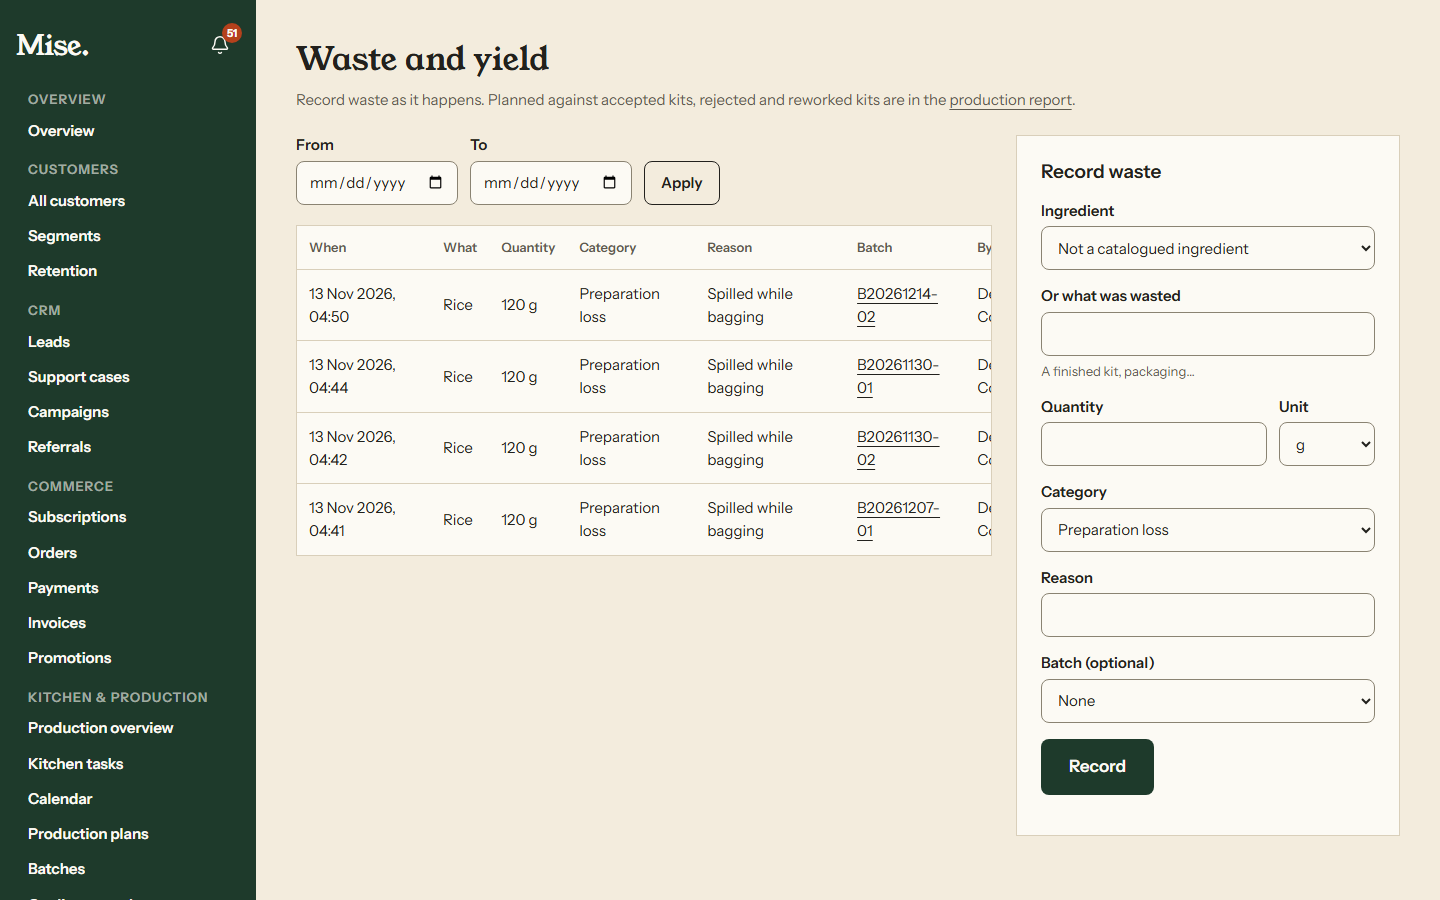 Mise.
51
OVERVIEW
Overview
CUSTOMERS
All customers
Segments
Retention
CRM
Leads
Support cases
Campaigns
Referrals
COMMERCE
Subscriptions
Orders
Payments
Invoices
Promotions
KITCHEN & PRODUCTION
Production overview
Kitchen tasks
Calendar
Production plans
Batches
Waste and yield
Record waste as it happens. Planned against accepted kits, rejected and reworked kits are in the production report.
From To
mm/dd/yyyy mm/dd/yyyy Apply
When What Quantity Category Reason Batch By
13 Nov 2026, Rice 120 g Preparation Spilled while B20261214-
04:50 loss bagging 02
13 Nov 2026, Rice 120 g Preparation Spilled while B20261130-
04:44 loss bagging 01
13 Nov 2026, Rice 120 g Preparation Spilled while B20261130-
04:42 loss bagging 02
13 Nov 2026, Rice 120 g Preparation Spilled while B20261207-
04:41 loss bagging 01
Record waste
Ingredient
Not a catalogued ingredient
Or what was wasted
A finished kit, packaging...
Quantity Unit
g
Category
Preparation loss
Reason
Batch (optional)
None
Record